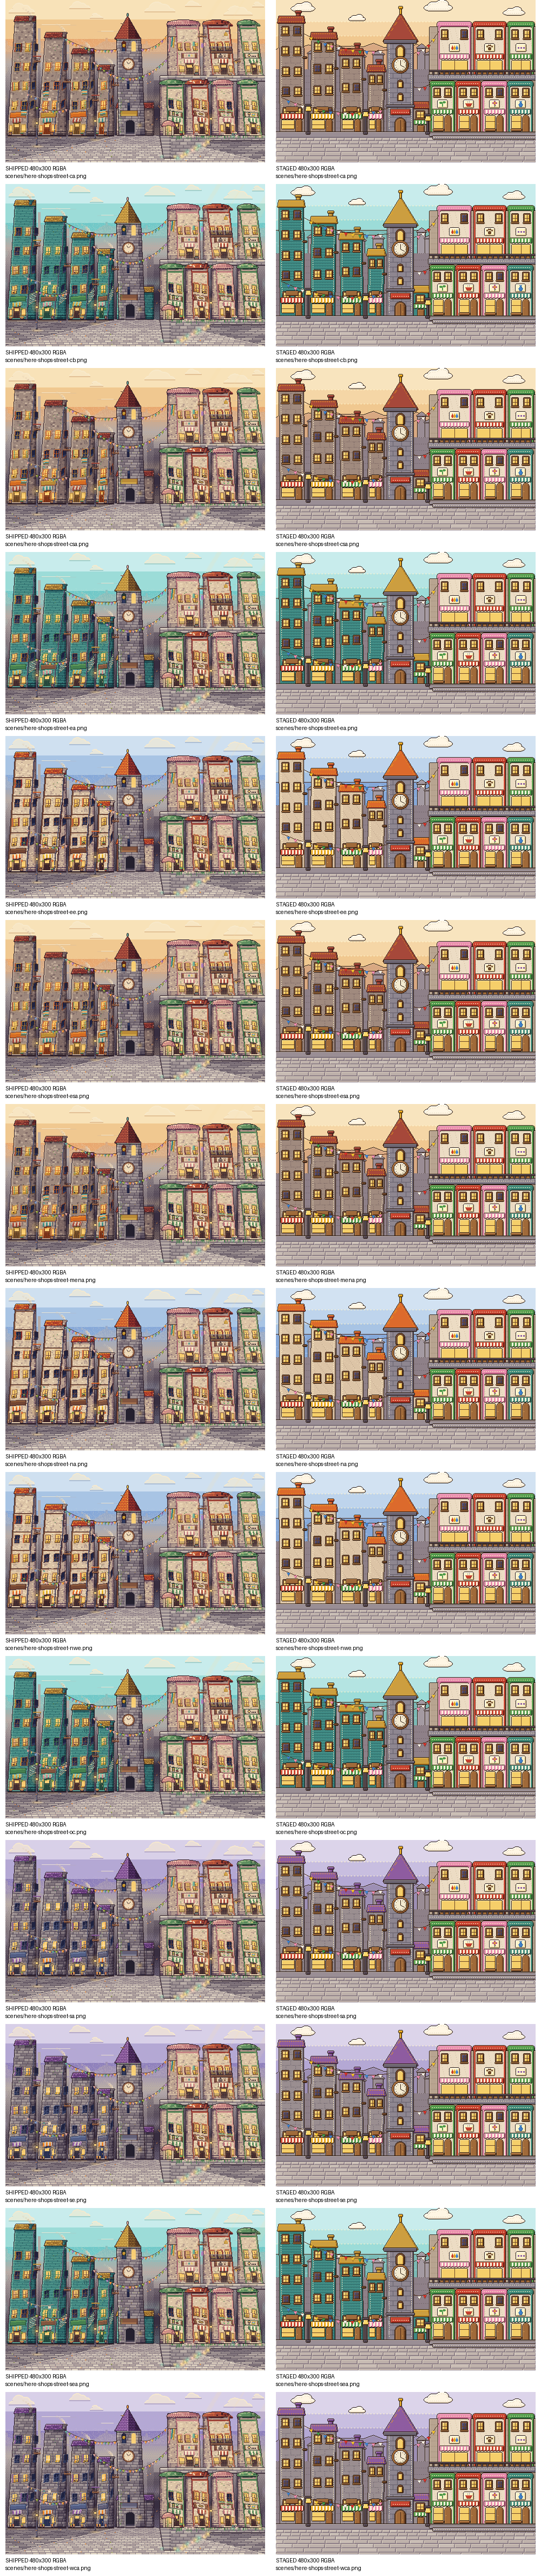 SHIPPED 480x300 RGBA
scenes/here-shops-street-ca.png
STAGED 480x300 RGBA
scenes/here-shops-street-ca.png
SHIPPED 480x300 RGBA
scenes/here-shops-street-cb.png
STAGED 480x300 RGBA
scenes/here-shops-street-cb.png
SHIPPED 480x300 RGBA
scenes/here-shops-street-csa.png
STAGED 480x300 RGBA
scenes/here-shops-street-csa.png
SHIPPED 480x300 RGBA
scenes/here-shops-street-ea.png
STAGED 480x300 RGBA
scenes/here-shops-street-ea.png
SHIPPED 480x300 RGBA
scenes/here-shops-street-ee.png
STAGED 480x300 RGBA
scenes/here-shops-street-ee.png
SHIPPED 480x300 RGBA
scenes/here-shops-street-esa.png
STAGED 480x300 RGBA
scenes/here-shops-street-esa.png
SHIPPED 480x300 RGBA
scenes/here-shops-street-mena.png
STAGED 480x300 RGBA
scenes/here-shops-street-mena.png
SHIPPED 480x300 RGBA
scenes/here-shops-street-na.png
STAGED 480x300 RGBA
scenes/here-shops-street-na.png
SHIPPED 480x300 RGBA
scenes/here-shops-street-nwe.png
STAGED 480x300 RGBA
scenes/here-shops-street-nwe.png
SHIPPED 480x300 RGBA
scenes/here-shops-street-oc.png
STAGED 480x300 RGBA
scenes/here-shops-street-oc.png
SHIPPED 480x300 RGBA
scenes/here-shops-street-sa.png
STAGED 480x300 RGBA
scenes/here-shops-street-sa.png
SHIPPED 480x300 RGBA
scenes/here-shops-street-se.png
STAGED 480x300 RGBA
scenes/here-shops-street-se.png
SHIPPED 480x300 RGBA
scenes/here-shops-street-sea.png
STAGED 480x300 RGBA
scenes/here-shops-street-sea.png
SHIPPED 480x300 RGBA
scenes/here-shops-street-wca.png
STAGED 480x300 RGBA
scenes/here-shops-street-wca.png